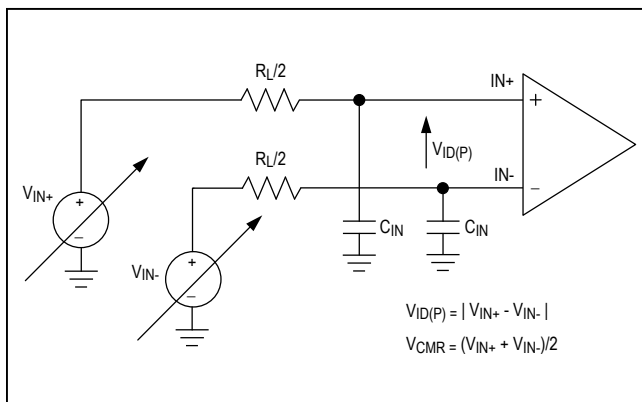 RL/2
IN+
+
VID(P)
RL/2
IN-
−
VIN+
+
−
CIN
CIN
VIN-
+
−
VID(P) = | VIN+ - VIN- |
VCMR = (VIN+ + VIN-)/2